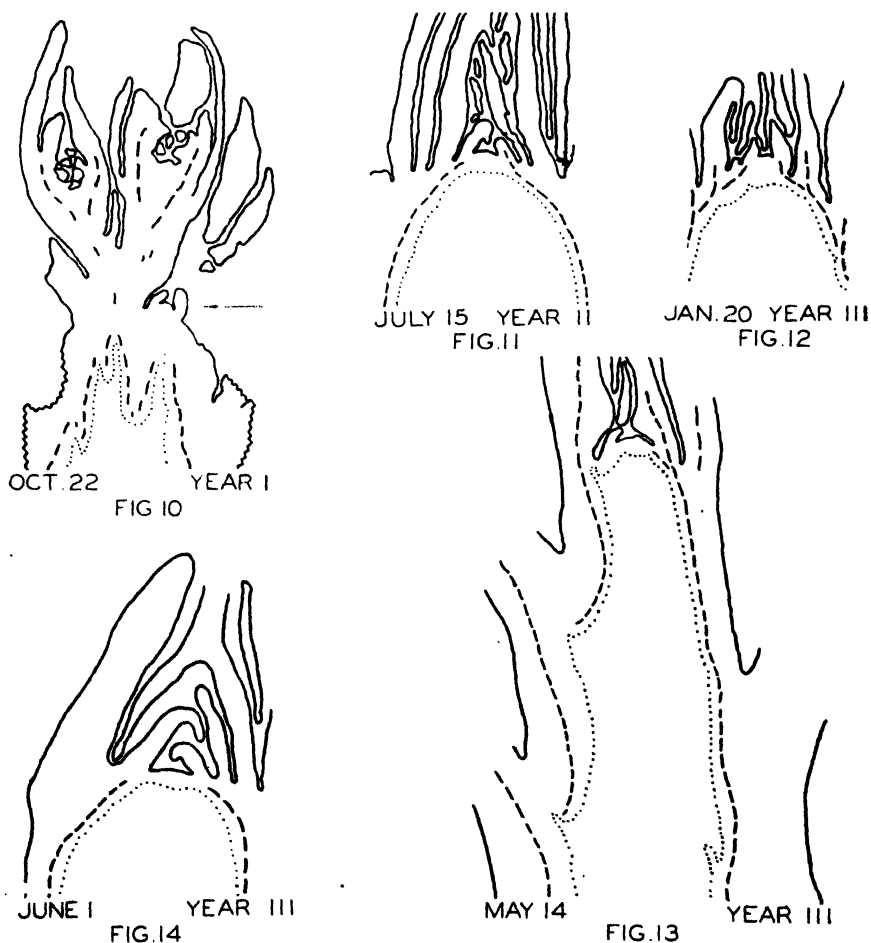 JULY 15 YEAR II
FIG.11
JAN.20 YEAR III
FIG.12
OCT.22 YEAR I
FIG 10
JUNE 1 YEAR III
FIG.14
MAY 14 YEAR III
FIG.13